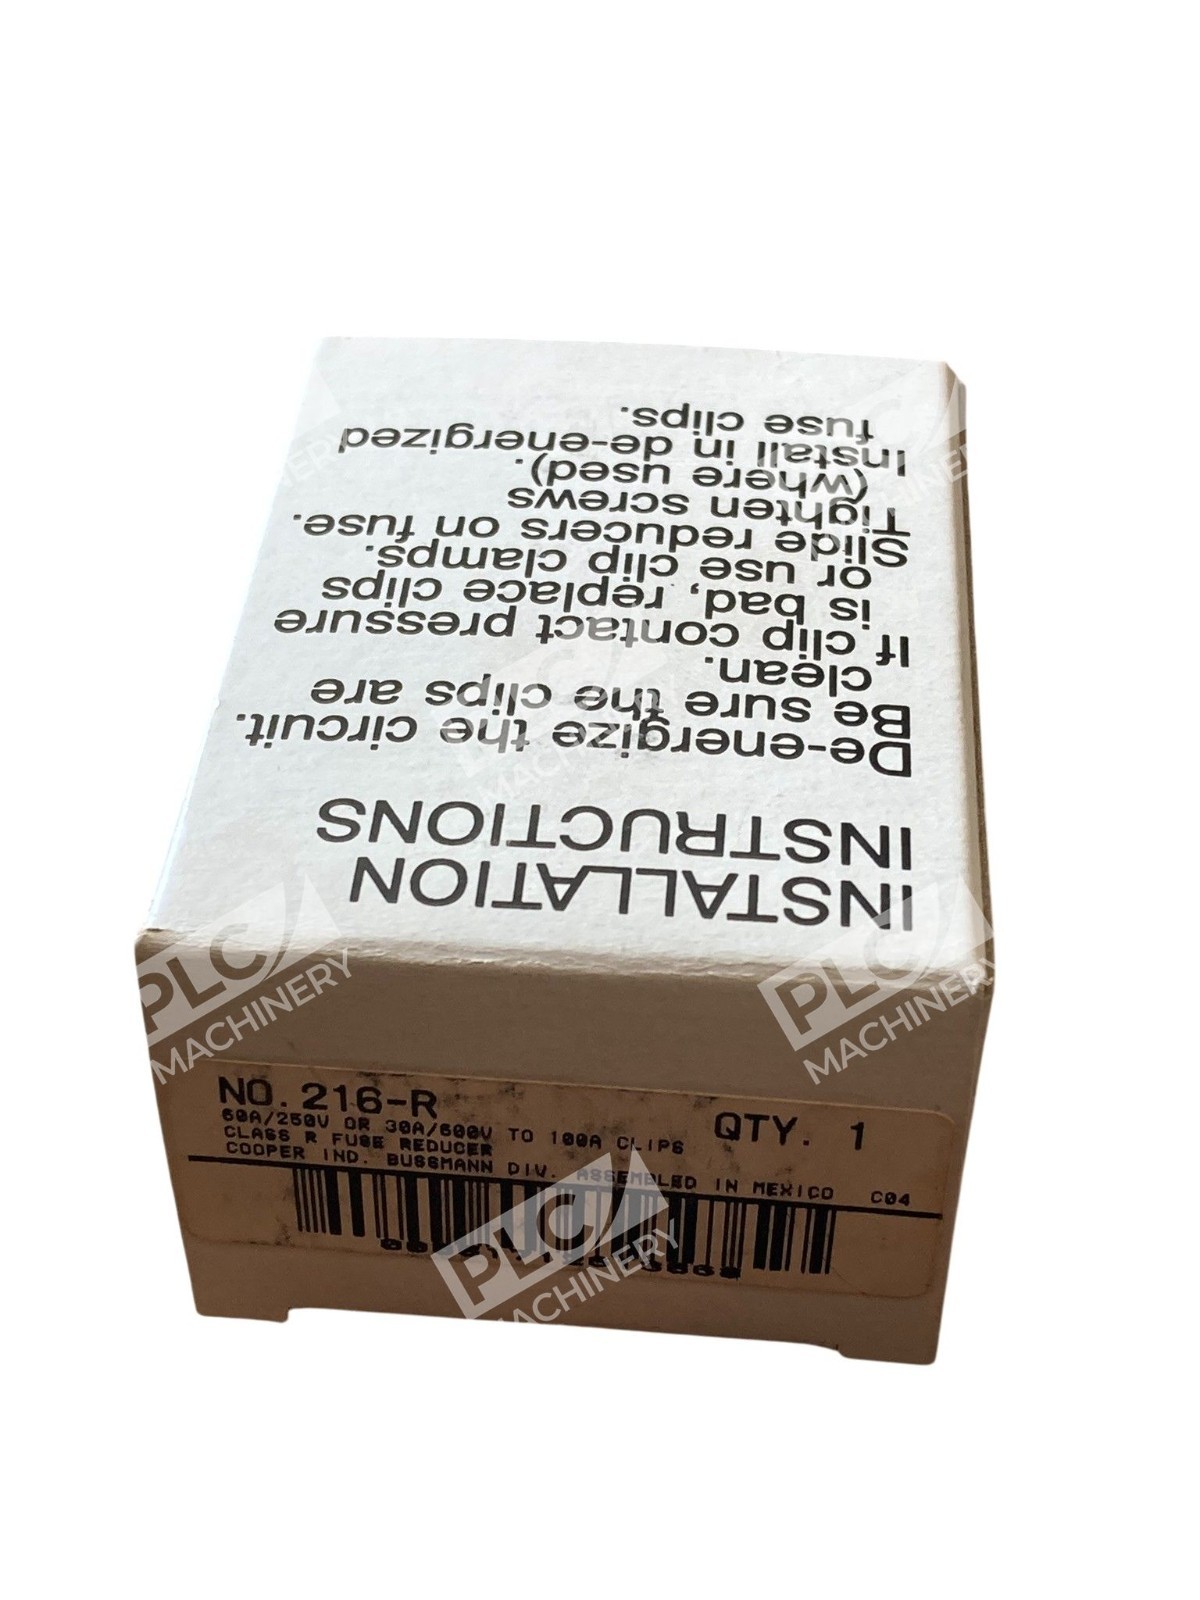 INSTALLATION
INSTRUCTIONS
De-energize the circuit.
Be sure the clips are
clean.
If clip contact pressure
is bad, replace clips
or use clip clamps.
Slide reducers on fuse.
Tighten screws
(where used).
Install in de-energized
fuse clips.
NO. 216-R
QTY. 1
60A/250V OR 30A/600V TO 100A CLIPS
CLASS R FUSE REDUCER
COOPER IND. BUSSMANN DIV. ASSEMBLED IN MEXICO C04
PLC MACHINERY
PLC MACHINERY
PLC MACHINERY